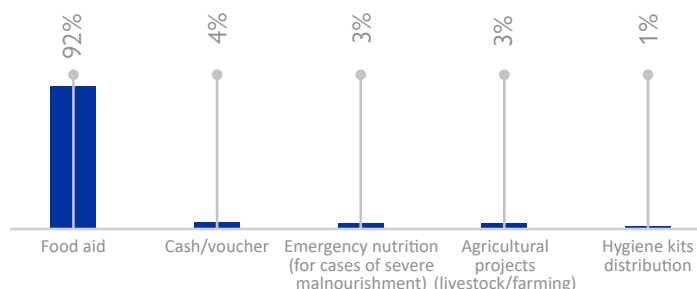 92%
4%
3%
3%
1%
Food aid
Cash/voucher
Emergency nutrition
(for cases of severe
malnourishment)
Agricultural
projects
(livestock/farming)
Hygiene kits
distribution